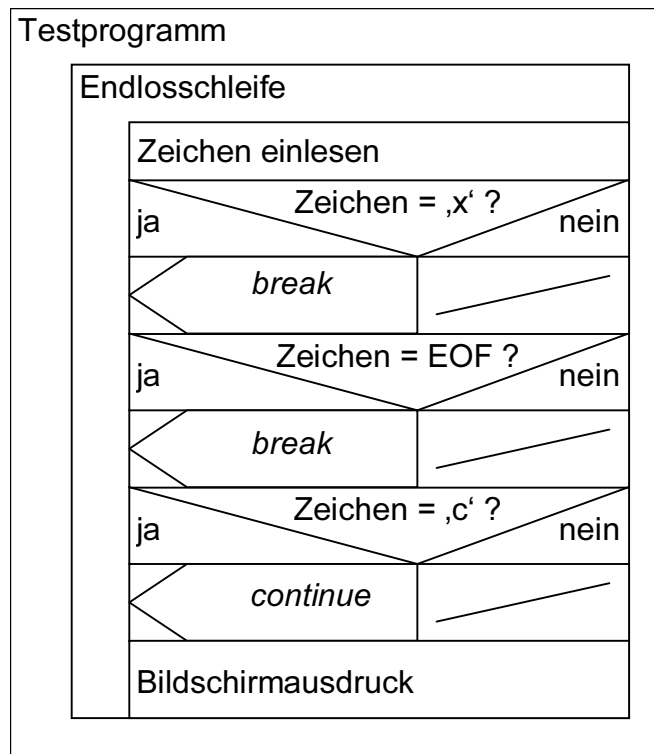 Testprogramm
Endlosschleife
Zeichen einlesen
Zeichen = ‚x‘ ?
ja
nein
break
Zeichen = EOF ?
ja
nein
break
Zeichen = ‚c‘ ?
ja
nein
continue
Bildschirmausdruck